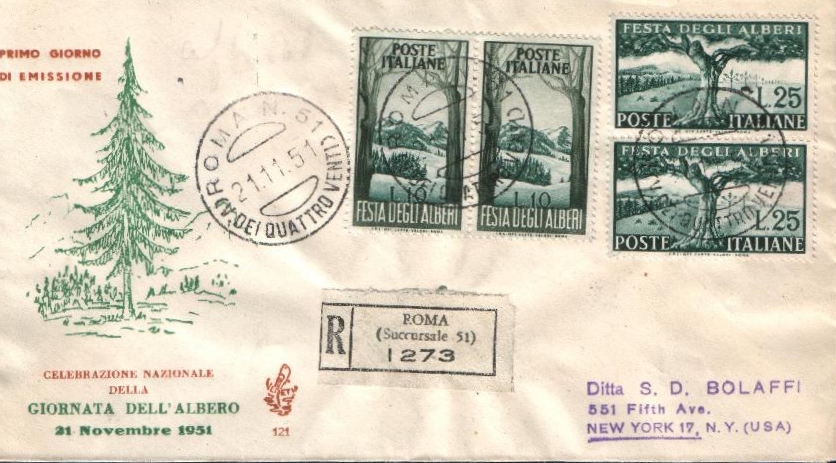 PRIMO GIORNO
DI EMISSIONE
ROMA N. 51
21.11.51
(V. DEI QUATTRO VENTI)
POSTE
ITALIANE
L.10
FESTA DEGLI ALBERI
POSTE
ITALIANE
L.10
FESTA DEGLI ALBERI
FESTA DEGLI ALBERI
L.25
POSTE ITALIANE
FESTA DEGLI ALBERI
L.25
POSTE ITALIANE
R
ROMA
(Succursale 51)
1273
CELEBRAZIONE NAZIONALE
DELLA
GIORNATA DELL'ALBERO
21 Novembre 1951
121
Ditta S. D. BOLAFFI
551 Fifth Ave.
NEW YORK 17, N.Y. (USA)